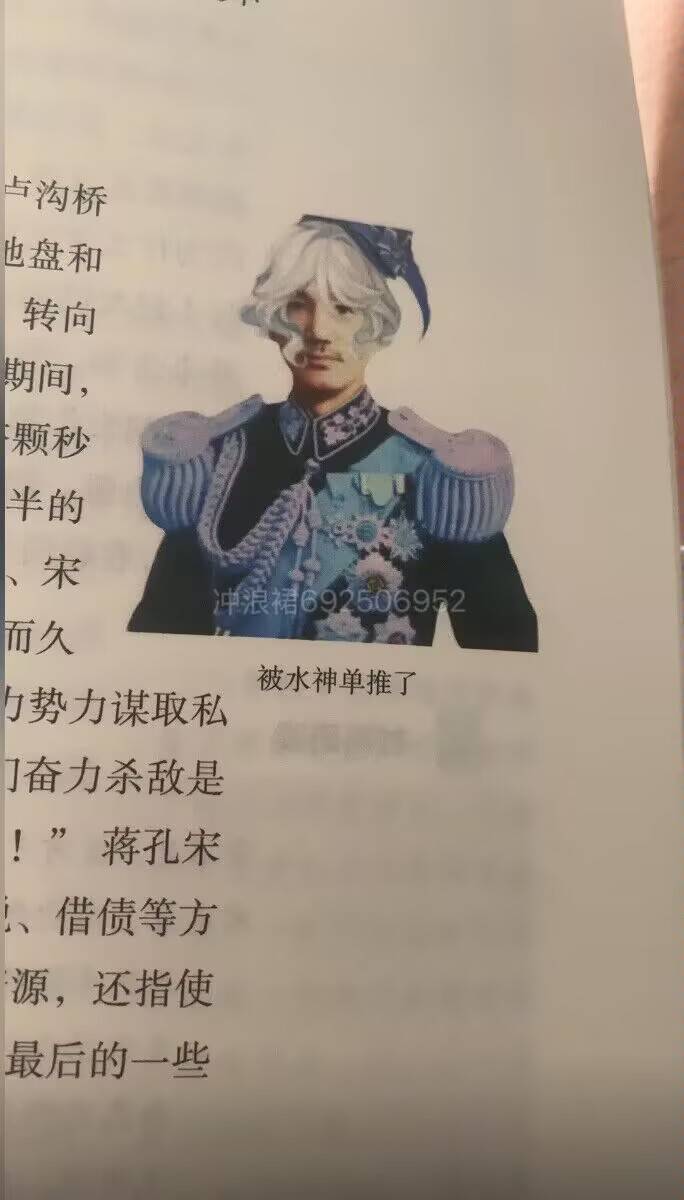 卢沟桥
地盘和
转向
期间，
颗秒
半的
、宋
而久
力势力谋取私
们奋力杀敌是
！” 蒋孔宋
、借债等方
源，还指使
最后的一些
冲浪裙692506952
被水神单推了